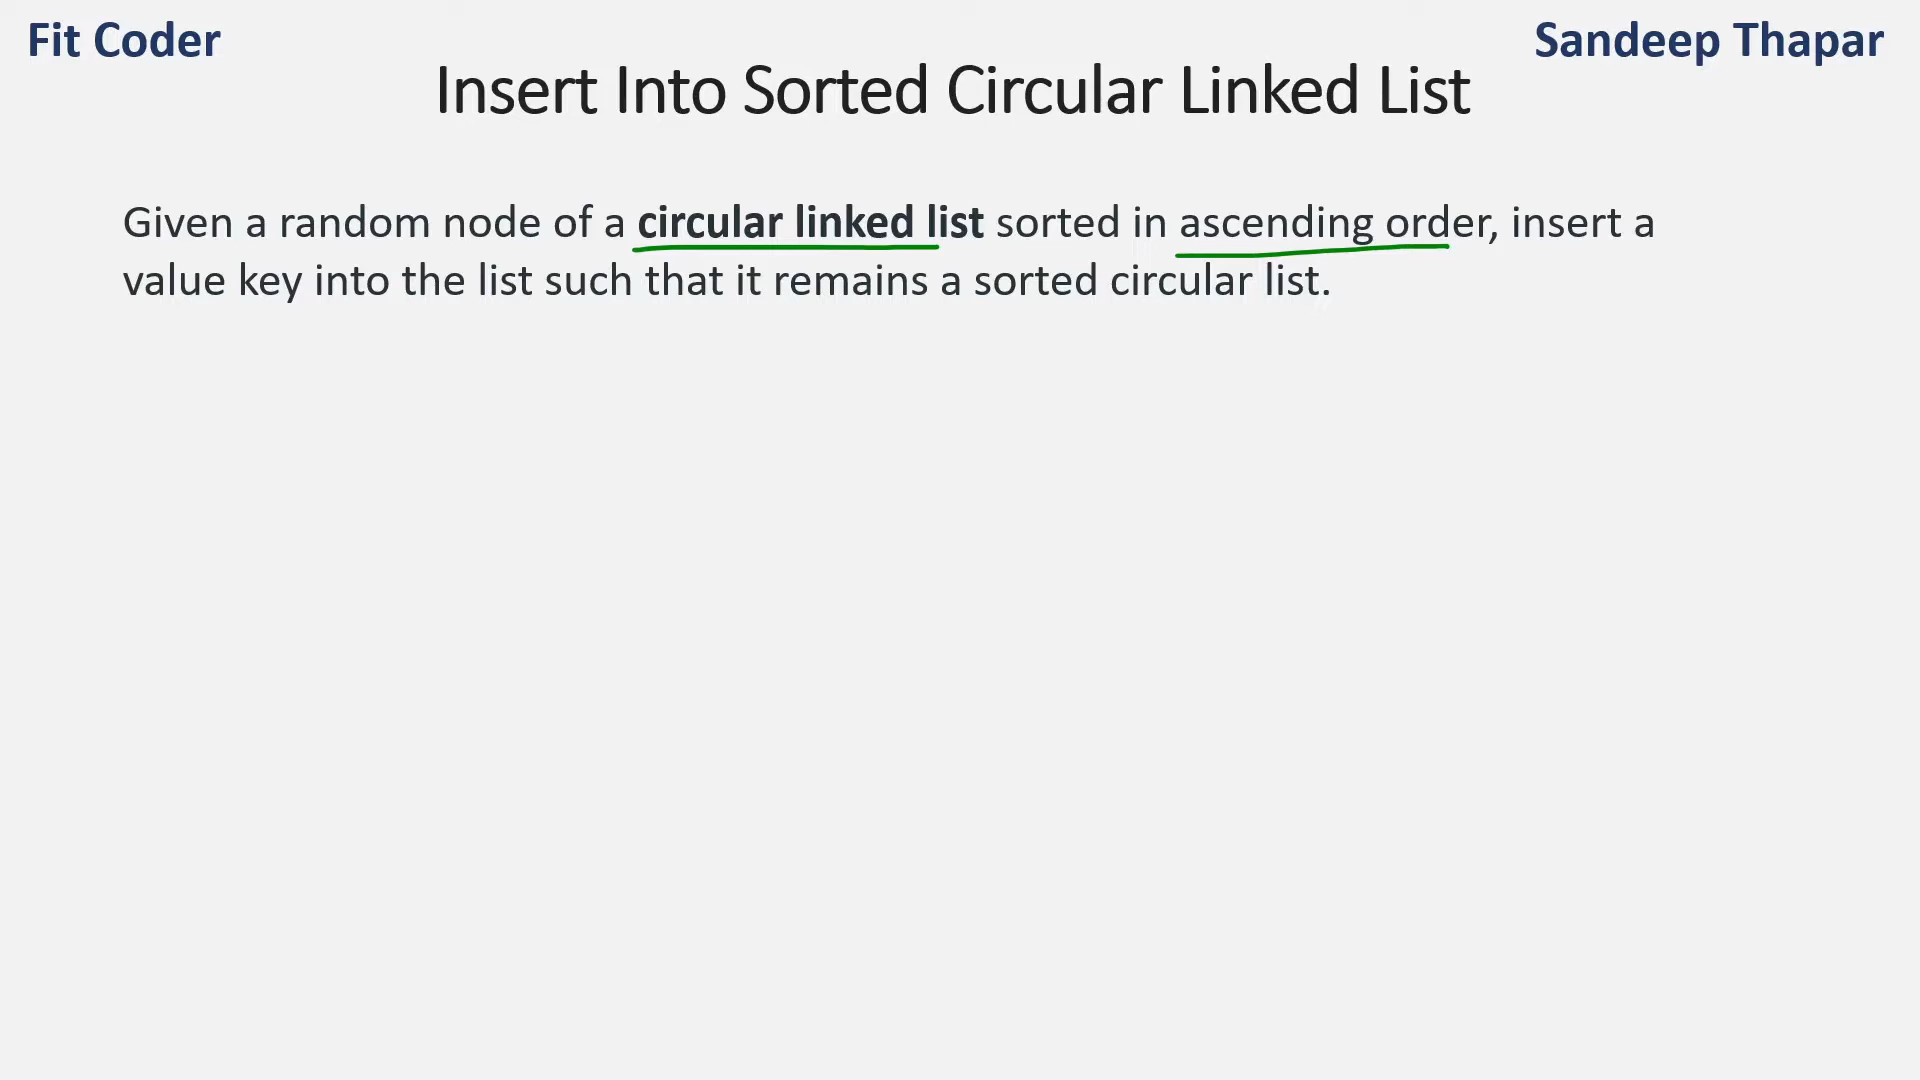 Fit Coder
Sandeep Thapar
Insert Into Sorted Circular Linked List
Given a random node of a circular linked list sorted in ascending order, insert a
value key into the list such that it remains a sorted circular list.